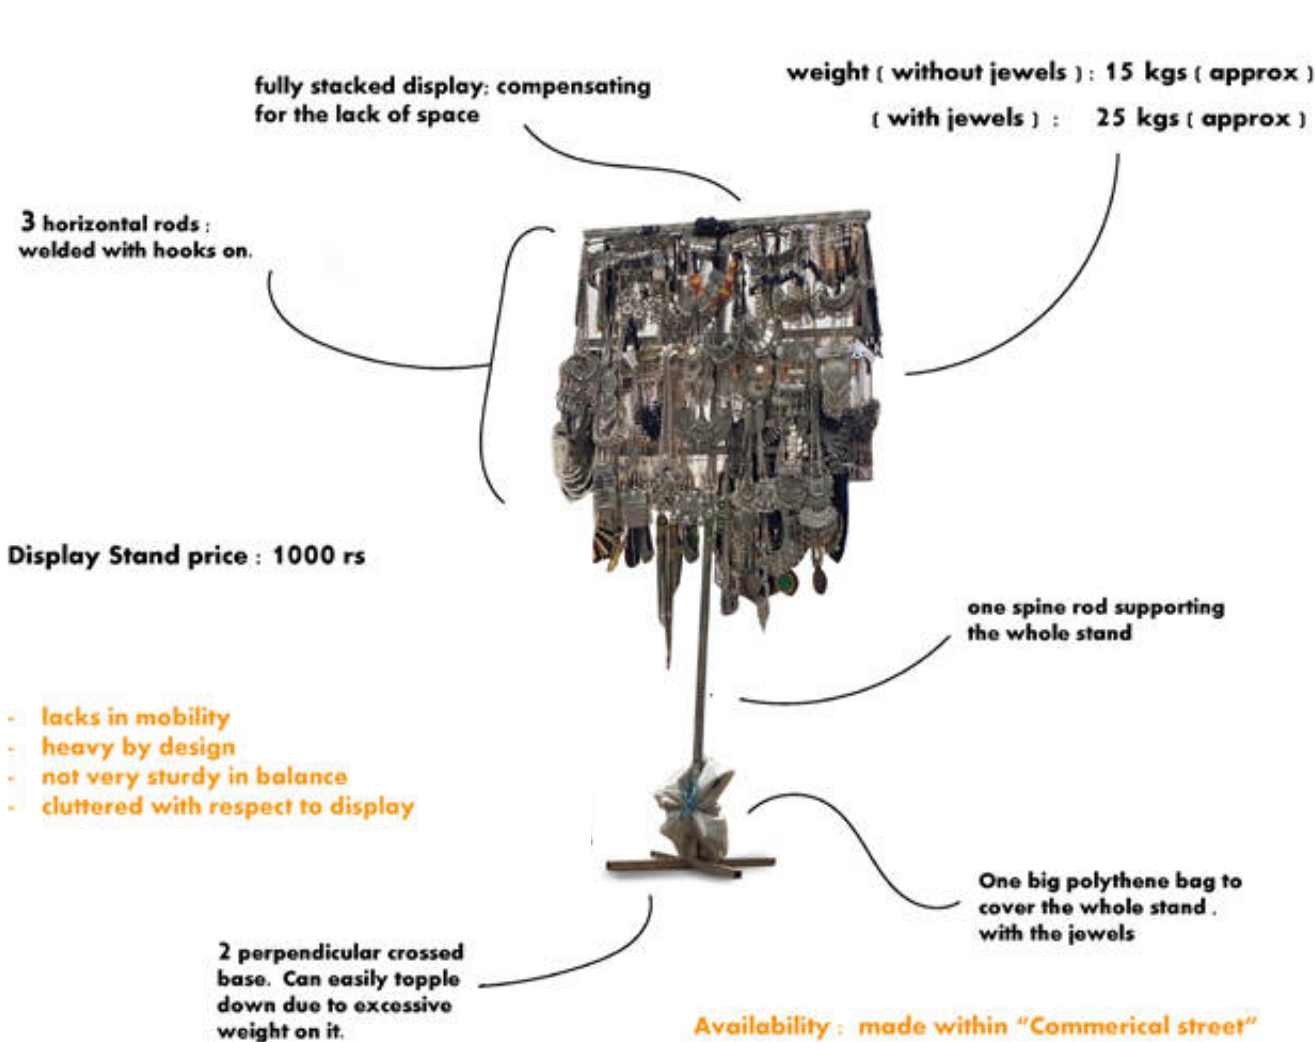 fully stacked display; compensating
for the lack of space
weight ( without jewels ) : 15 kgs ( approx )
( with jewels ) : 25 kgs ( approx )
3 horizontal rods :
welded with hooks on.
Display Stand price : 1000 rs
one spine rod supporting
the whole stand
- lacks in mobility
- heavy by design
- not very sturdy in balance
- cluttered with respect to display
One big polythene bag to
cover the whole stand .
with the jewels
2 perpendicular crossed
base. Can easily topple
down due to excessive
weight on it.
Availability : made within "Commerical street"